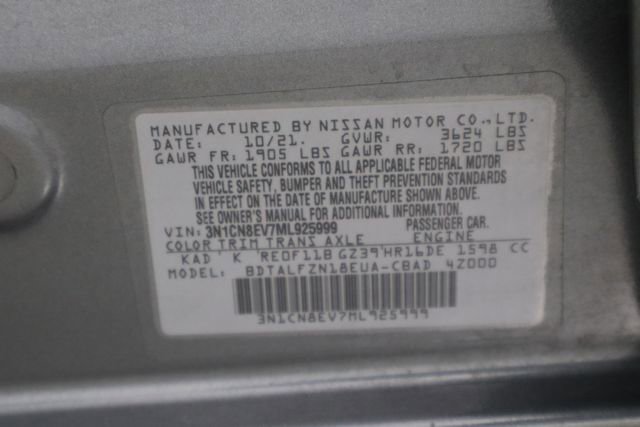 MANUFACTURED BY NISSAN MOTOR CO., LTD.
DATE: 10/21. GVWR: 3624 LBS
GAWR FR: 1905 LBS GAWR RR: 1720 LBS
THIS VEHICLE CONFORMS TO ALL APPLICABLE FEDERAL MOTOR
VEHICLE SAFETY, BUMPER AND THEFT PREVENTION STANDARDS
IN EFFECT ON THE DATE OF MANUFACTURE SHOWN ABOVE.
SEE OWNER'S MANUAL FOR ADDITIONAL INFORMATION.
VIN: 3N1CN8EV7ML925999 PASSENGER CAR.
COLOR TRIM TRANS AXLE ENGINE
KAD ' K ' RE0F11B GZ39'HR16DE 1598 CC
MODEL: BDTALFZN18EUA-CBAD 4Z000
3N1CN8EV7ML925999